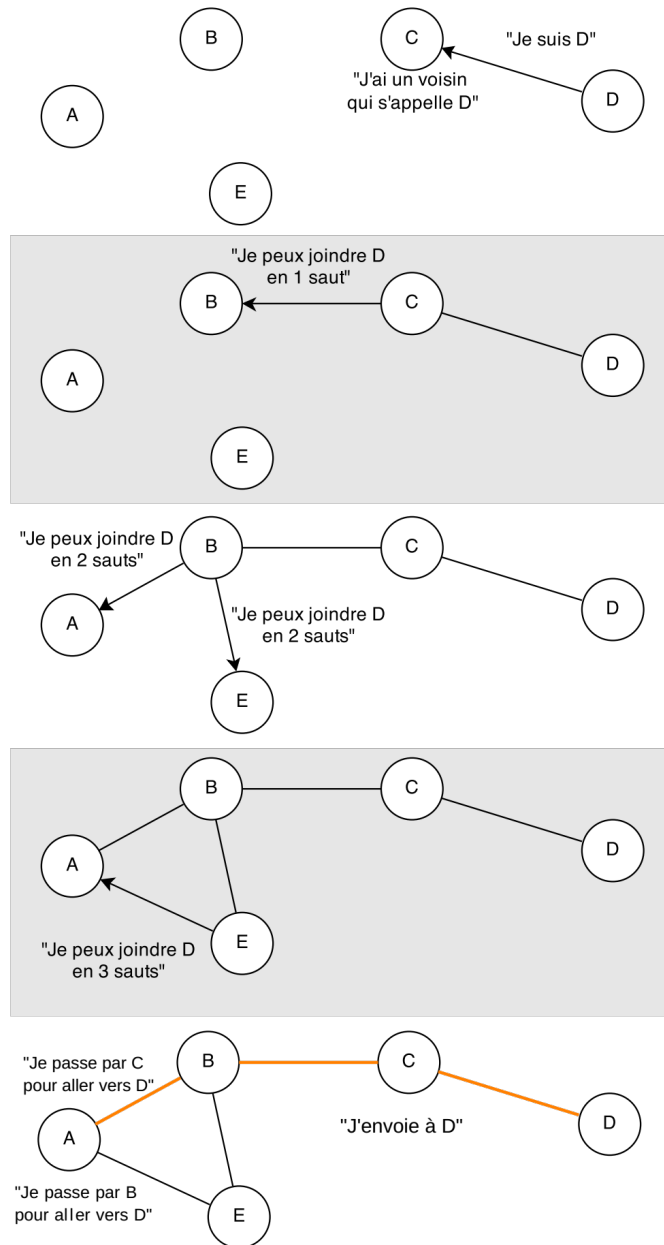 B
C
"Je suis D"
"J'ai un voisin
qui s'appelle D"
D
A
E
"Je peux joindre D
en 1 saut"
B
C
D
A
E
"Je peux joindre D
en 2 sauts"
B
C
D
A
"Je peux joindre D
en 2 sauts"
E
B
C
D
A
E
"Je peux joindre D
en 3 sauts"
"Je passe par C
pour aller vers D"
B
C
D
A
"J'envoie à D"
"Je passe par B
pour aller vers D"
E